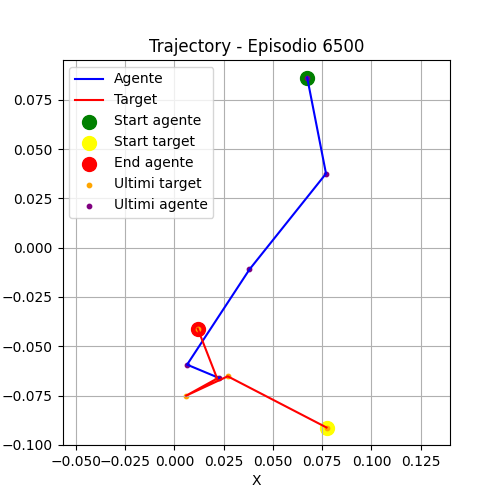 Trajectory - Episodio 6500
Agente
Target
Start agente
Start target
End agente
Ultimi target
Ultimi agente
0.075
0.050
0.025
0.000
−0.025
−0.050
−0.075
−0.100
−0.050 −0.025 0.000 0.025 0.050 0.075 0.100 0.125
X